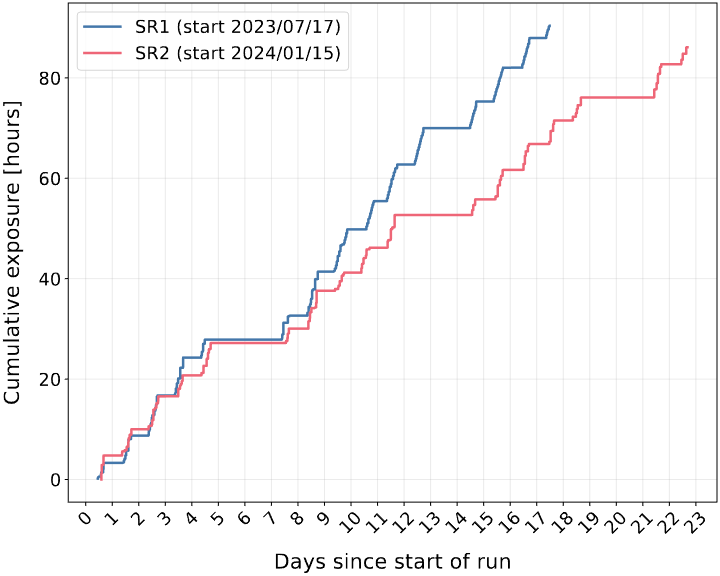 SR1 (start 2023/07/17)
SR2 (start 2024/01/15)
Cumulative exposure [hours]
80
60
40
20
0
0 1 2 3 4 5 6 7 8 9 10 11 12 13 14 15 16 17 18 19 20 21 22 23
Days since start of run